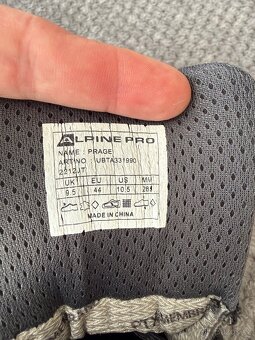 ALPINE PRO
NAME : PRAGE
ART.NO : UBTA331990
2212JT
UK EU US MM
9.5 44 10.5 288
MADE IN CHINA